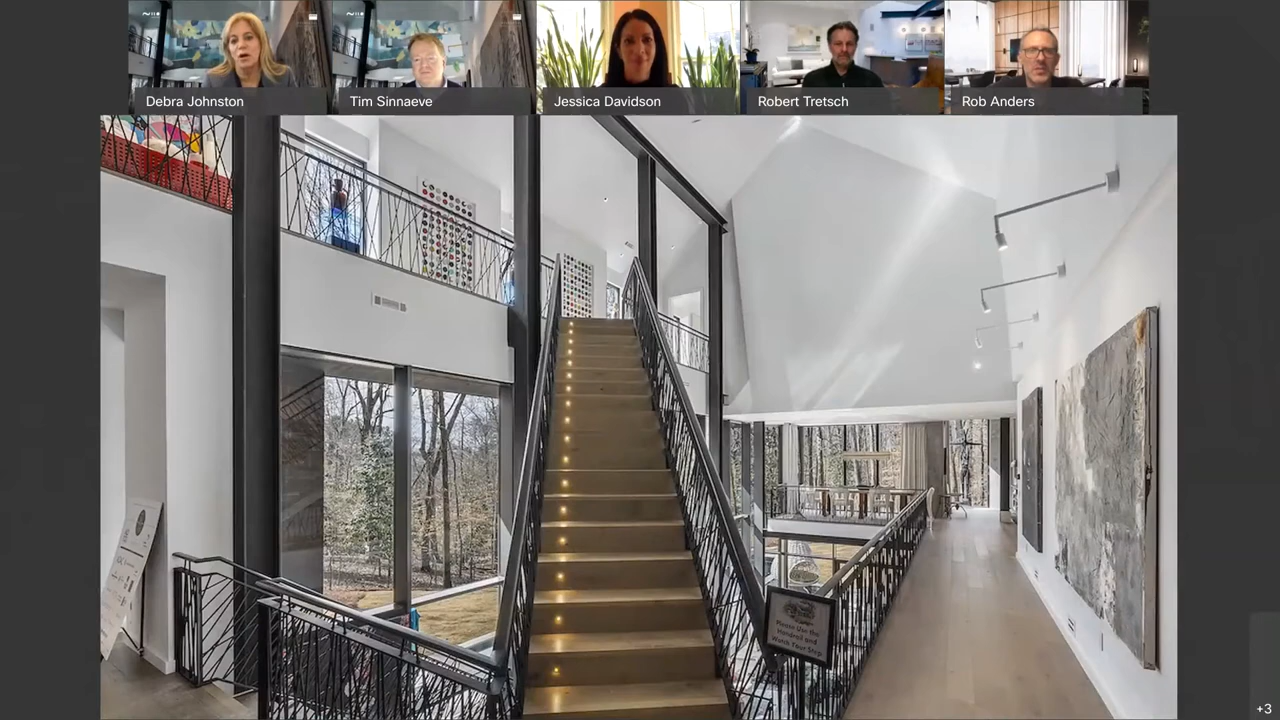 Debra Johnston
Tim Sinnaeve
Jessica Davidson
Robert Tretsch
Rob Anders
Please Use the
Handrail and
Watch Your Step
+3